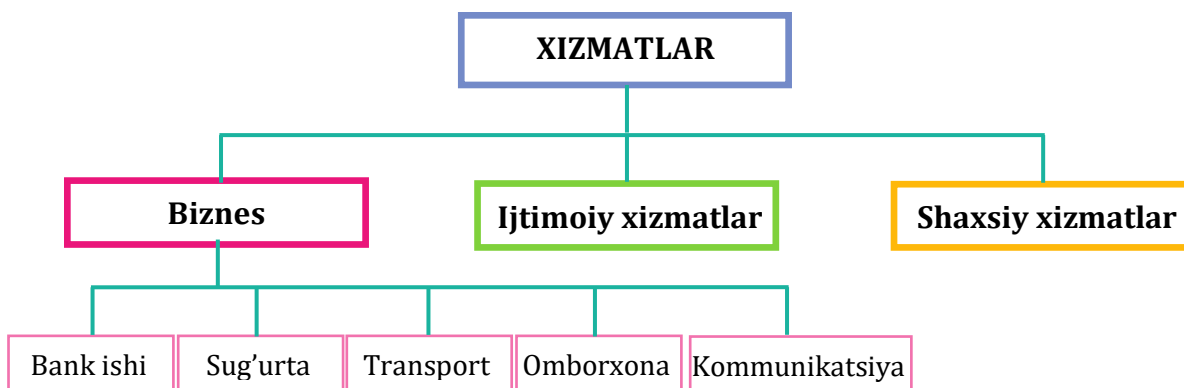 XIZMATLAR
Biznes
Ijtimoiy xizmatlar
Shaxsiy xizmatlar
Bank ishi
Sug’urta
Transport
Omborxona
Kommunikatsiya